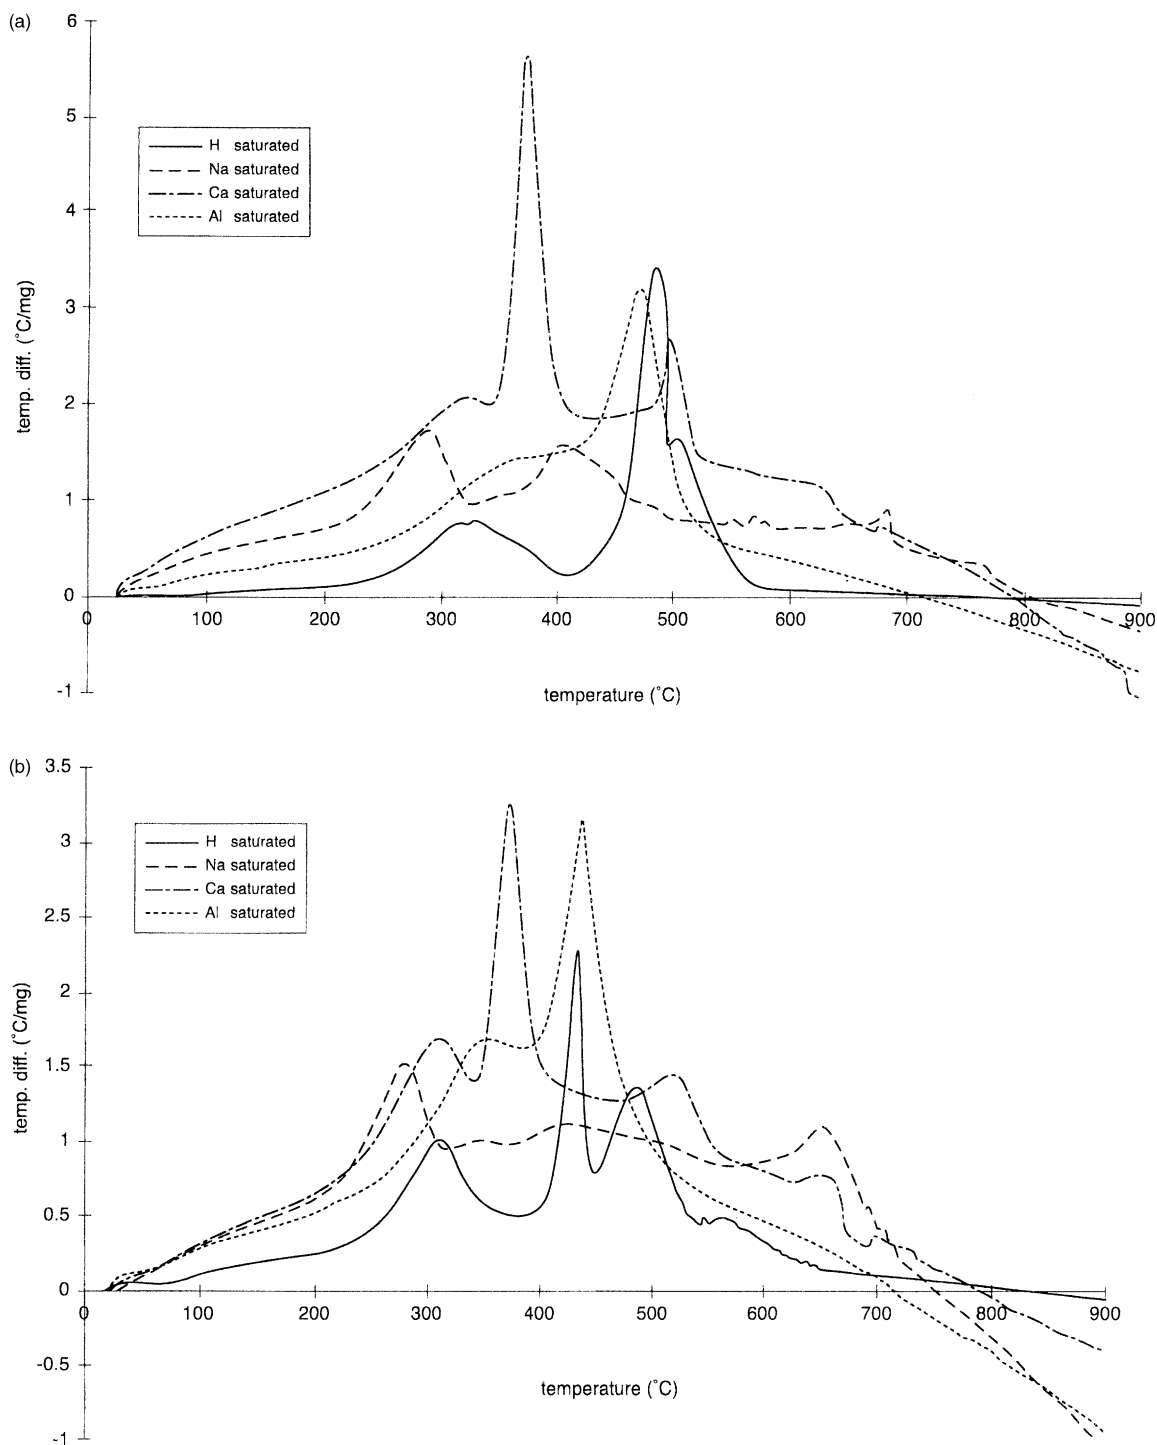 (a)
6
5
4
3
2
1
0
-1
temp. diff. (˚C/mg)
H saturated
Na saturated
Ca saturated
Al saturated
0 100 200 300 400 500 600 700 800 900
temperature (˚C)
(b)
3.5
3
2.5
2
1.5
1
0.5
0
-0.5
-1
temp. diff. (˚C/mg)
H saturated
Na saturated
Ca saturated
Al saturated
0 100 200 300 400 500 600 700 800 900
temperature (˚C)